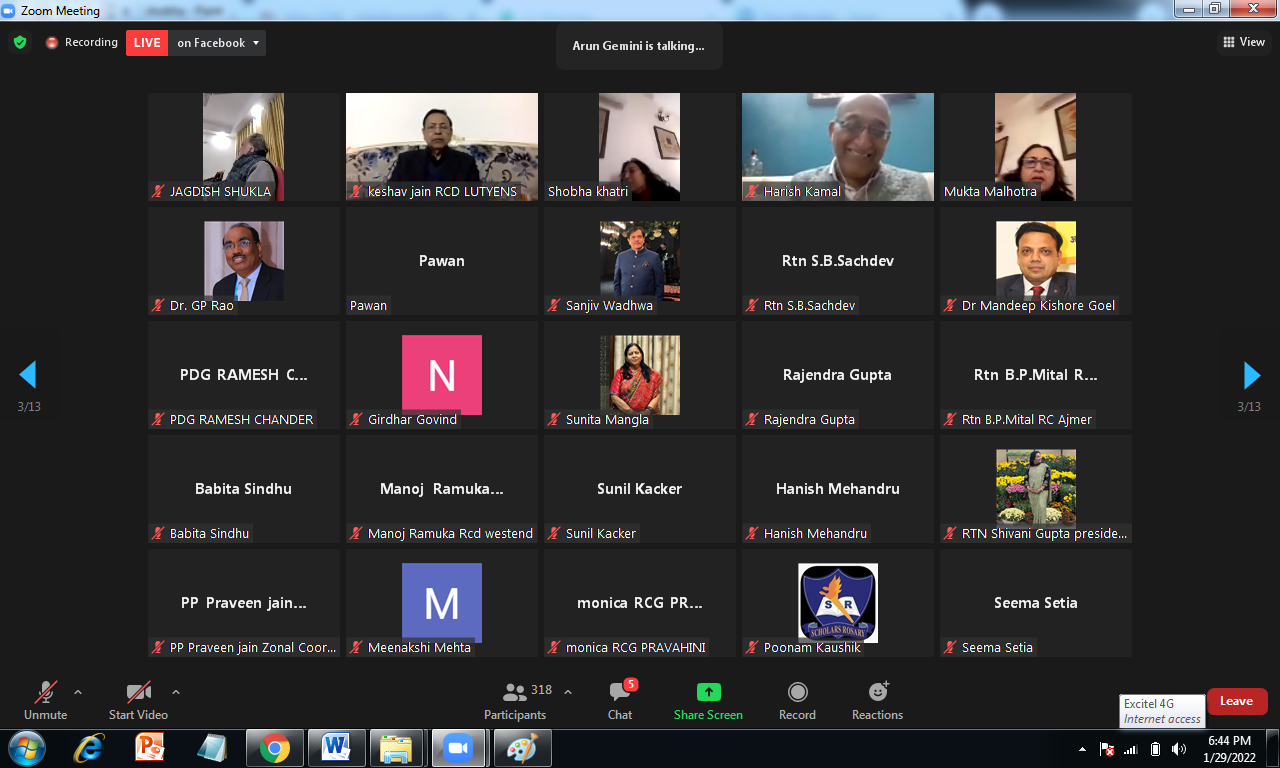 Zoom Meeting
Recording
LIVE
on Facebook
Arun Gemini is talking...
View
JAGDISH SHUKLA
keshav jain RCD LUTYENS
Shobha khatri
Harish Kamal
Mukta Malhotra
Pawan
Rtn S.B.Sachdev
Dr. GP Rao
Pawan
Sanjiv Wadhwa
Rtn S.B.Sachdev
Dr Mandeep Kishore Goel
PDG RAMESH C...
N
Rajendra Gupta
Rtn B.P.Mital R...
3/13
3/13
PDG RAMESH CHANDER
Girdhar Govind
Sunita Mangla
Rajendra Gupta
Rtn B.P.Mital RC Ajmer
Babita Sindhu
Manoj Ramuka...
Sunil Kacker
Hanish Mehandru
Babita Sindhu
Manoj Ramuka Rcd westend
Sunil Kacker
Hanish Mehandru
RTN Shivani Gupta preside...
PP Praveen jain...
M
monica RCG PR...
S R
SCHOLARS ROSARY
Seema Setia
PP Praveen jain Zonal Coor...
Meenakshi Mehta
monica RCG PRAVAHINI
Poonam Kaushik
Seema Setia
Unmute
Start Video
318
Participants
5
Chat
Share Screen
Record
Reactions
Excitel 4G
Internet access
Leave
6:44 PM
1/29/2022